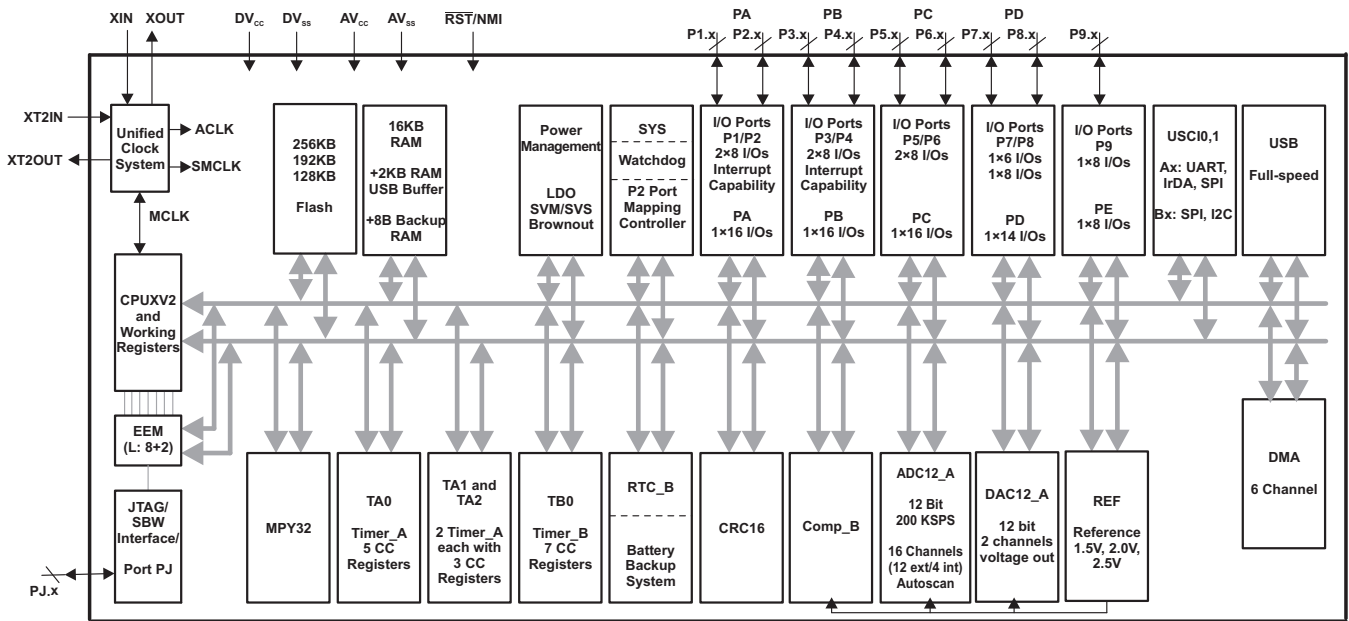 XIN XOUT DVCC DVSS AVCC AVSS RST/NMI PA PB PC PD
P1.x P2.x P3.x P4.x P5.x P6.x P7.x P8.x P9.x
XT2IN
XT2OUT
Unified
Clock
System
ACLK
SMCLK
MCLK
256KB
192KB
128KB
Flash
16KB
RAM
+2KB RAM
USB Buffer
+8B Backup
RAM
Power
Management
LDO
SVM/SVS
Brownout
SYS
Watchdog
P2 Port
Mapping
Controller
I/O Ports
P1/P2
2×8 I/Os
Interrupt
Capability
PA
1×16 I/Os
I/O Ports
P3/P4
2×8 I/Os
Interrupt
Capability
PB
1×16 I/Os
I/O Ports
P5/P6
2×8 I/Os
PC
1×16 I/Os
I/O Ports
P7/P8
1×6 I/Os
1×8 I/Os
PD
1×14 I/Os
I/O Ports
P9
1×8 I/Os
PE
1×8 I/Os
USCI0,1
Ax: UART,
IrDA, SPI
Bx: SPI, I2C
USB
Full-speed
CPUXV2
and
Working
Registers
EEM
(L: 8+2)
JTAG/
SBW
Interface/
Port PJ
PJ.x
MPY32
TA0
Timer_A
5 CC
Registers
TA1 and
TA2
2 Timer_A
each with
3 CC
Registers
TB0
Timer_B
7 CC
Registers
RTC_B
Battery
Backup
System
CRC16
Comp_B
ADC12_A
12 Bit
200 KSPS
16 Channels
(12 ext/4 int)
Autoscan
DAC12_A
12 bit
2 channels
voltage out
REF
Reference
1.5V, 2.0V,
2.5V
DMA
6 Channel